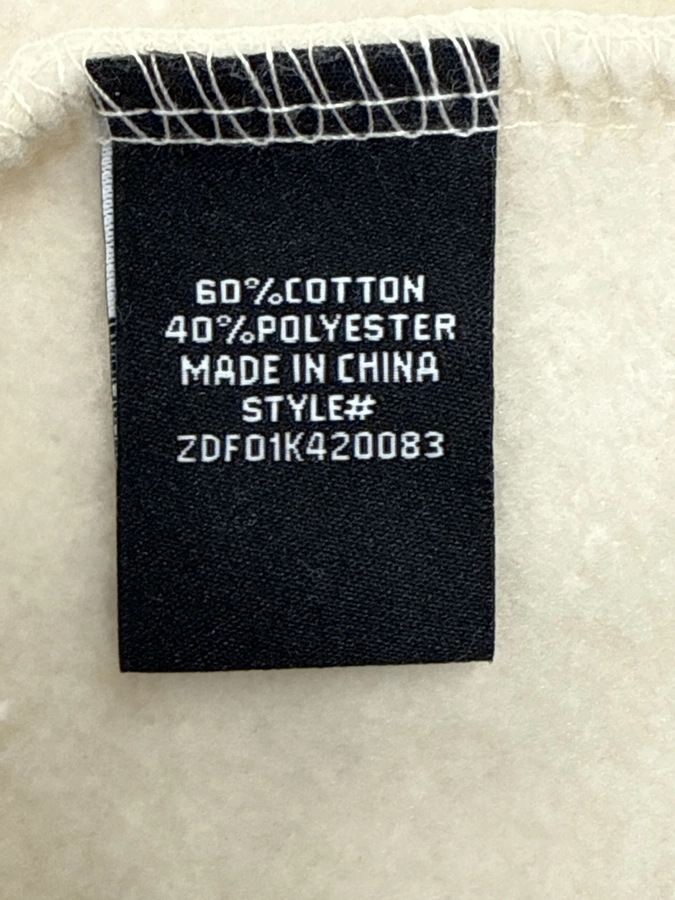 60%COTTON
40%POLYESTER
MADE IN CHINA
STYLE#
ZDF01K420083